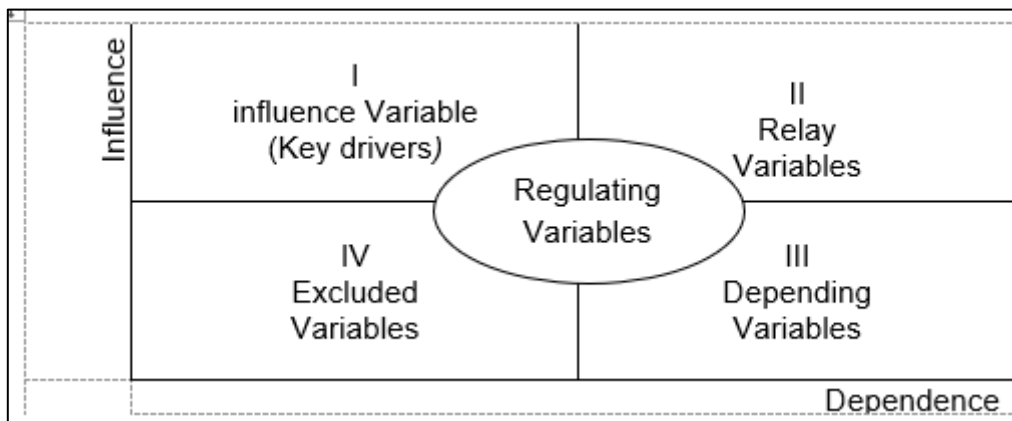 Influence
I
influence Variable
(Key drivers)
II
Relay
Variables
Regulating
Variables
IV
Excluded
Variables
III
Depending
Variables
Dependence